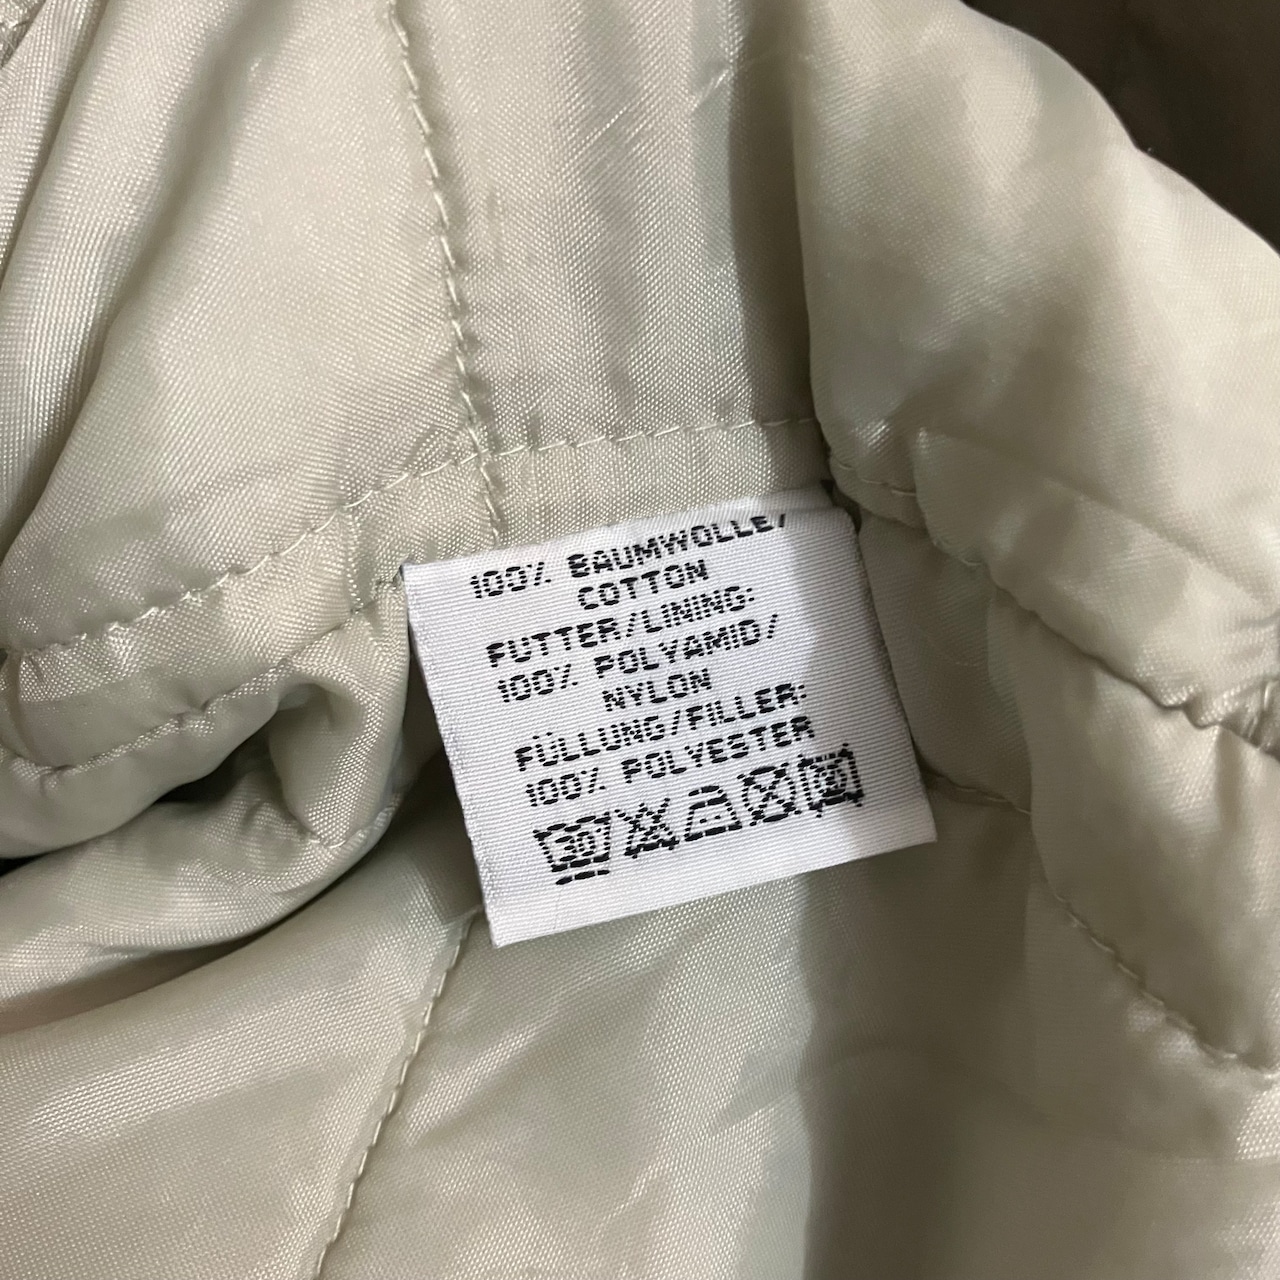 100% BAUMWOLLE/
COTTON
FUTTER/LINING:
100% POLYAMID/
NYLON
FÜLLUNG/FILLER:
100% POLYESTER
30